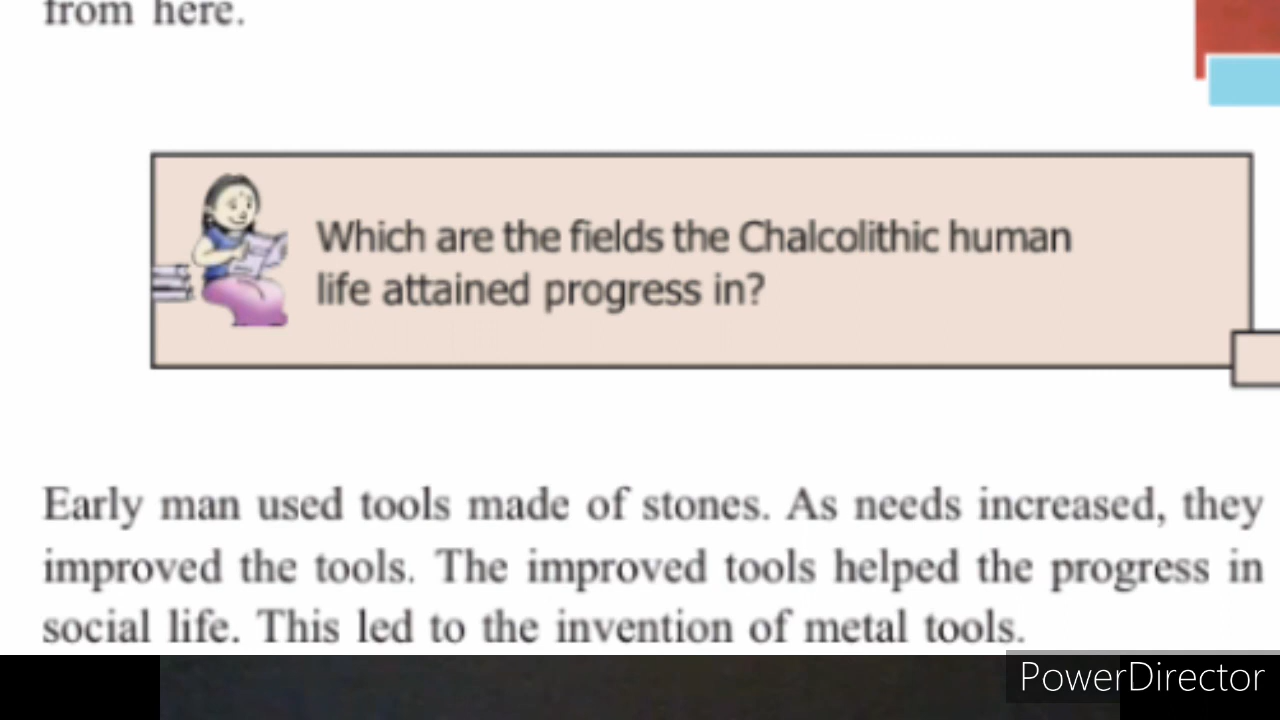 from here.
Which are the fields the Chalcolithic human
life attained progress in?
Early man used tools made of stones. As needs increased, they
improved the tools. The improved tools helped the progress in
social life. This led to the invention of metal tools.
PowerDirector